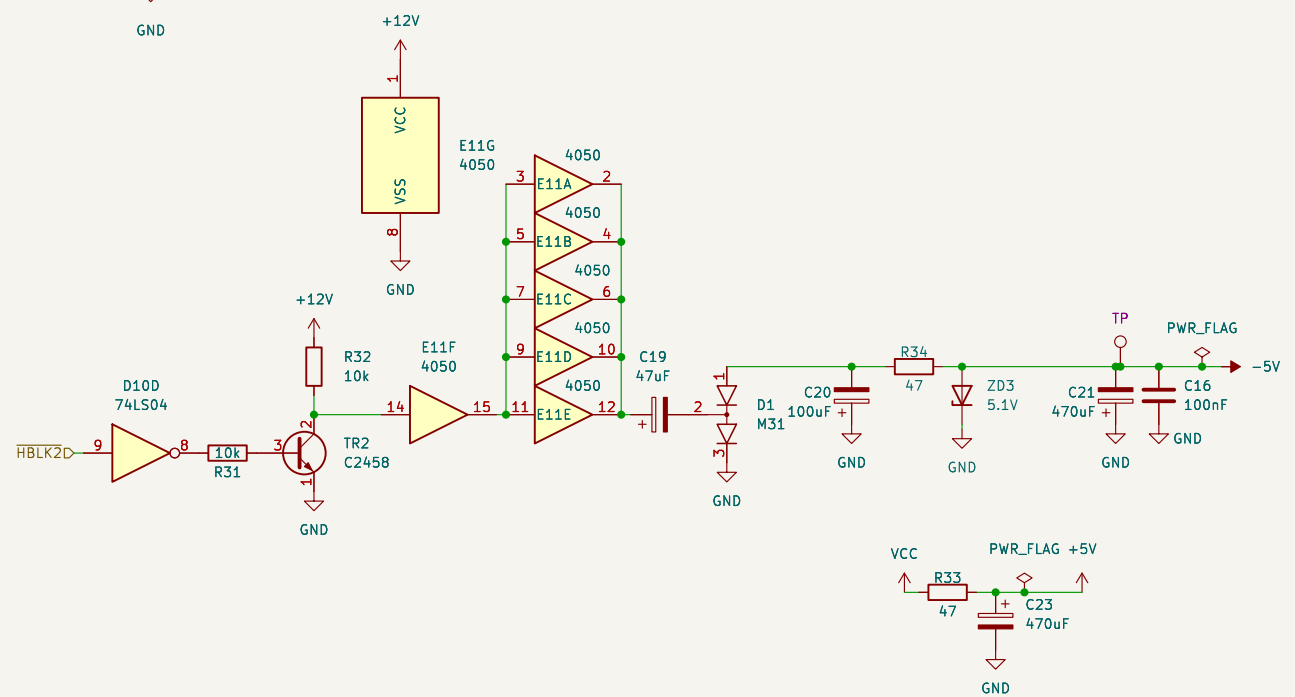 GND
+12V
1
VCC
VSS
8
GND
E11G
4050
4050
3
E11A
2
4050
5
E11B
4
4050
7
E11C
6
4050
9
E11D
10
4050
11
E11E
12
+12V
R32
10k
E11F
4050
14
15
C19
47uF
+
2
D10D
74LS04
HBLK2
9
8
10k
R31
3
2
1
TR2
C2458
GND
1
3
D1
M31
GND
C20
100uF
+
GND
R34
47
ZD3
5.1V
GND
TP
PWR_FLAG
-5V
C21
470uF
+
GND
C16
100nF
GND
VCC
R33
47
PWR_FLAG
+5V
+
C23
470uF
GND